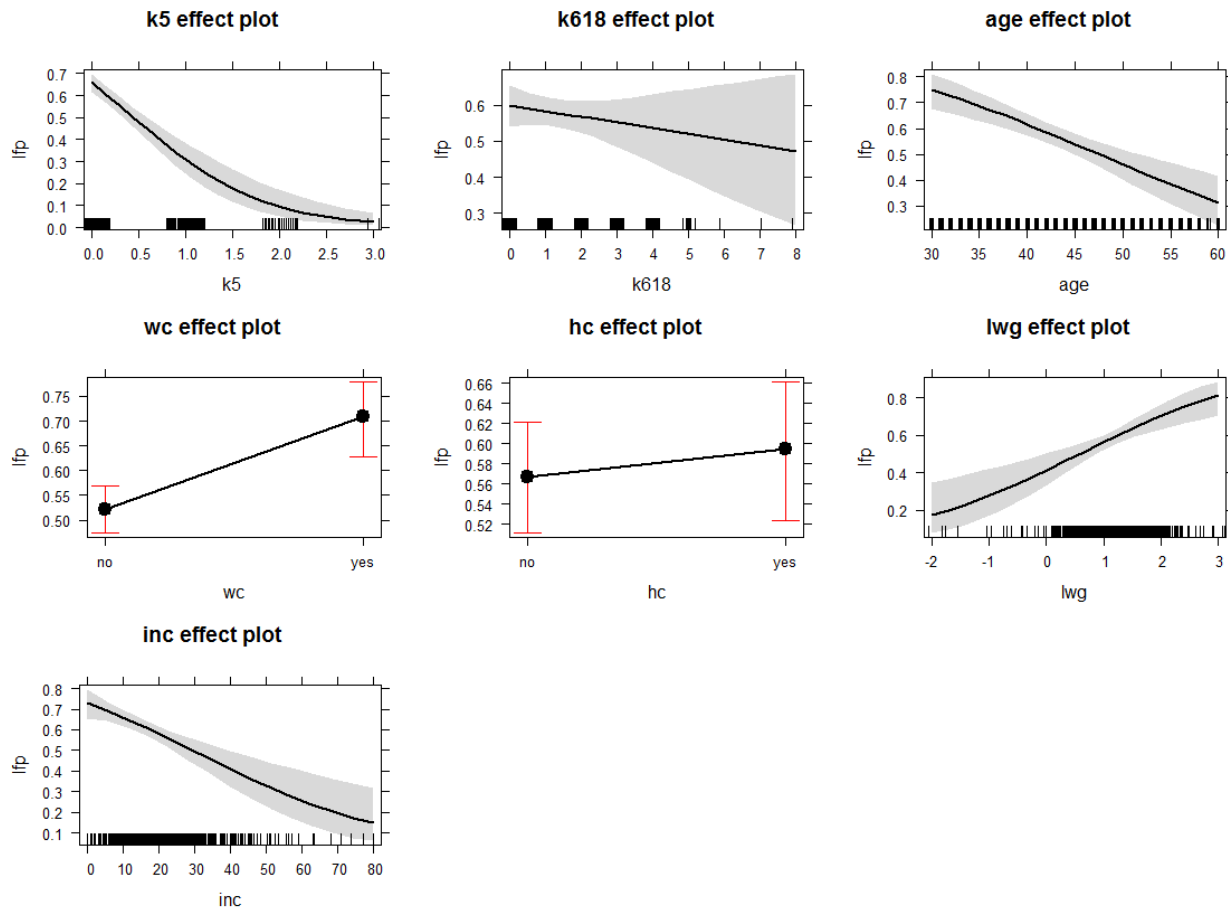 k5 effect plot
lfp
0.7
0.6
0.5
0.4
0.3
0.2
0.1
0.0
0.0 0.5 1.0 1.5 2.0 2.5 3.0
k5
k618 effect plot
lfp
0.6
0.5
0.4
0.3
0 1 2 3 4 5 6 7 8
k618
age effect plot
lfp
0.8
0.7
0.6
0.5
0.4
0.3
30 35 40 45 50 55 60
age
wc effect plot
lfp
0.75
0.70
0.65
0.60
0.55
0.50
no yes
wc
hc effect plot
lfp
0.66
0.64
0.62
0.60
0.58
0.56
0.54
0.52
no yes
hc
lwg effect plot
lfp
0.8
0.6
0.4
0.2
-2 -1 0 1 2 3
lwg
inc effect plot
lfp
0.8
0.7
0.6
0.5
0.4
0.3
0.2
0.1
0 10 20 30 40 50 60 70 80
inc